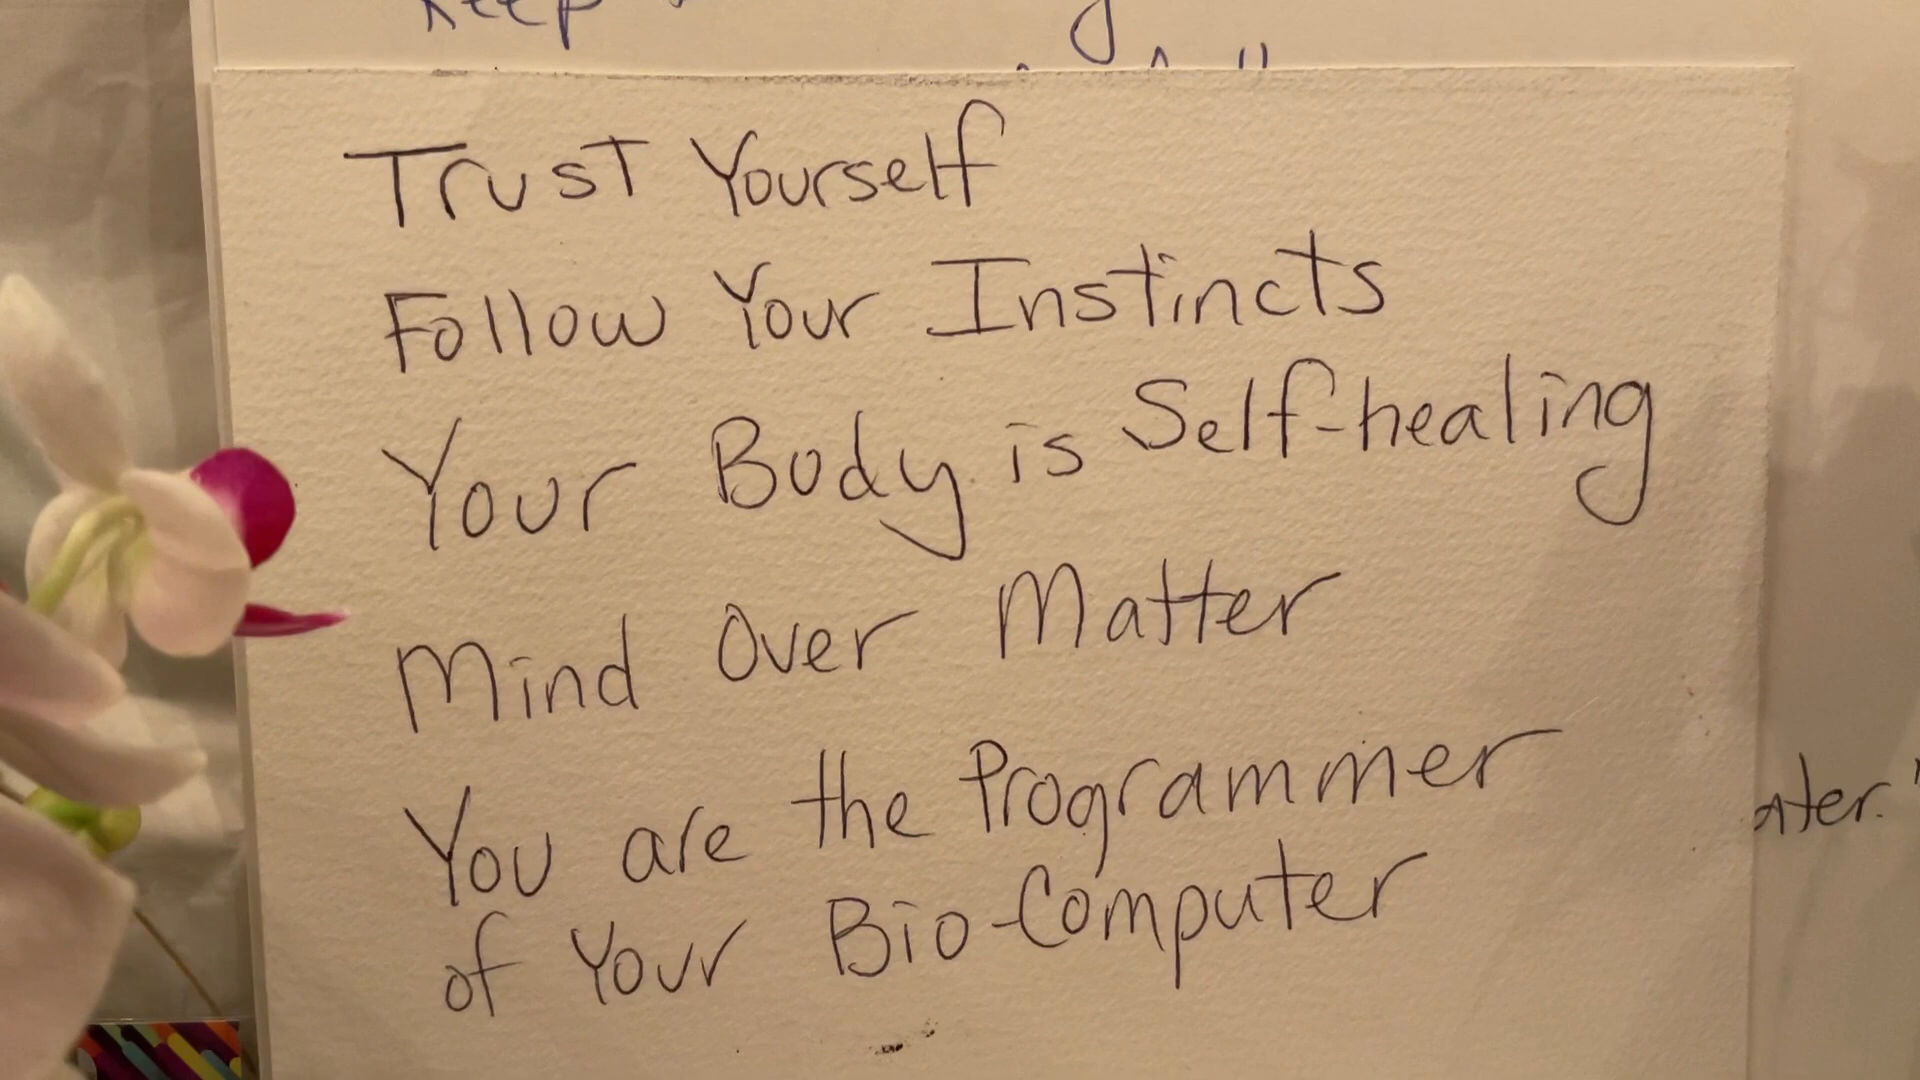 Keep
Trust Yourself
Follow Your Instincts
Your Body is Self-healing
Mind Over Matter
You are the Programmer
of Your Bio-Computer